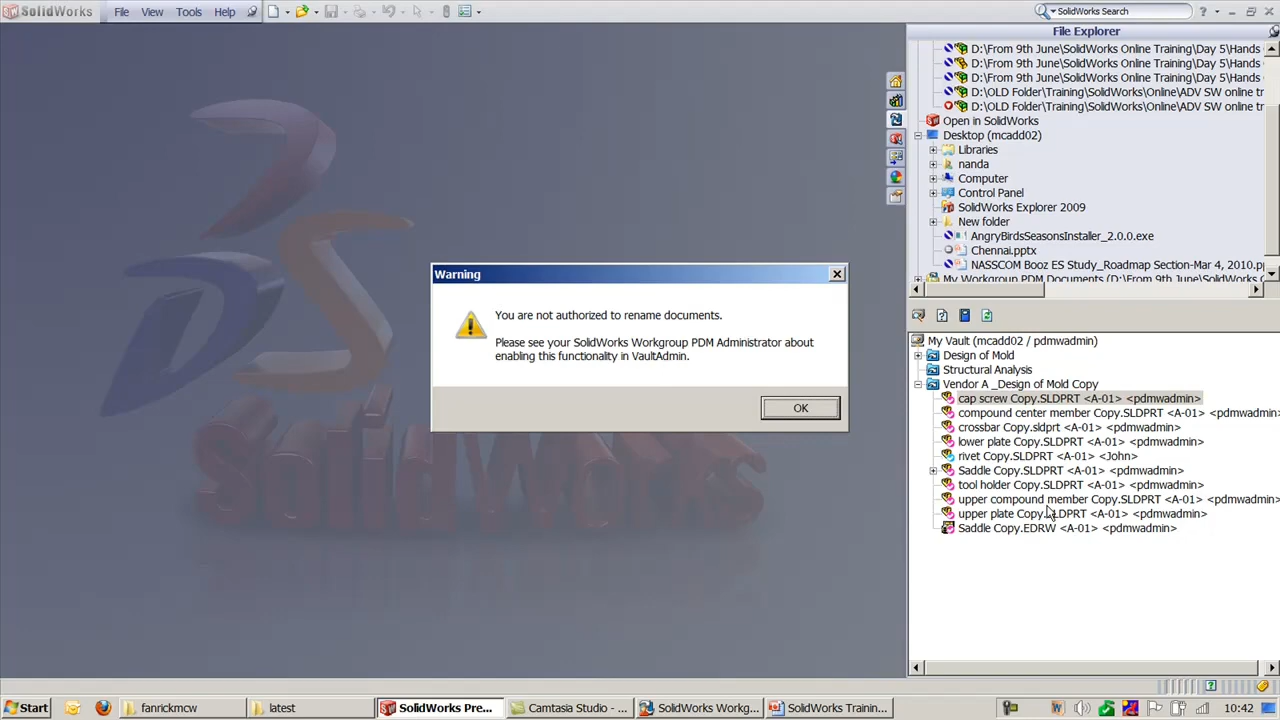 SolidWorks File View Tools Help SolidWorks Search
File Explorer
D:\From 9th June\SolidWorks Online Training\Day 5\Hands
D:\From 9th June\SolidWorks Online Training\Day 5\Hands
D:\From 9th June\SolidWorks Online Training\Day 5\Hands
D:\OLD Folder\Training\SolidWorks\Online\ADV SW online tr
D:\OLD Folder\Training\SolidWorks\Online\ADV SW online tr
Open in SolidWorks
Desktop (mcadd02)
Libraries
nanda
Computer
Control Panel
SolidWorks Explorer 2009
New folder
AngryBirdsSeasonsInstaller_2.0.0.exe
Chennai.pptx
NASSCOM Booz ES Study_Roadmap Section-Mar 4, 2010.pp
My Workgroup PDM Documents (D:\From 9th June\SolidWorks
Warning
You are not authorized to rename documents.
Please see your SolidWorks Workgroup PDM Administrator about
enabling this functionality in VaultAdmin.
OK
My Vault (mcadd02 / pdmwadmin)
Design of Mold
Structural Analysis
Vendor A _Design of Mold Copy
cap screw Copy.SLDPRT <A-01> <pdmwadmin>
compound center member Copy.SLDPRT <A-01> <pdmwadmin>
crossbar Copy.sldprt <A-01> <pdmwadmin>
lower plate Copy.SLDPRT <A-01> <pdmwadmin>
rivet Copy.SLDPRT <A-01> <John>
Saddle Copy.SLDPRT <A-01> <pdmwadmin>
tool holder Copy.SLDPRT <A-01> <pdmwadmin>
upper compound member Copy.SLDPRT <A-01> <pdmwadmin>
upper plate Copy.SLDPRT <A-01> <pdmwadmin>
Saddle Copy.EDRW <A-01> <pdmwadmin>
SolidWorks
Start fanrickmcw latest SolidWorks Pre... Camtasia Studio - ... SolidWorks Workg... SolidWorks Trainin... 10:42